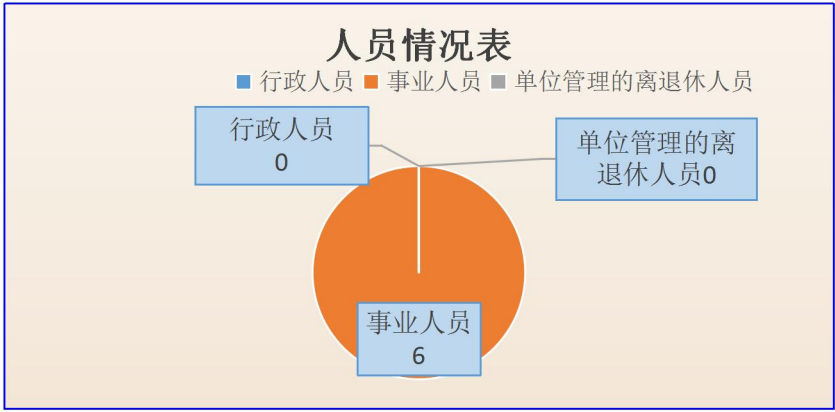 人员情况表
行政人员 事业人员 单位管理的离退休人员
行政人员
0
单位管理的离
退休人员0
事业人员
6